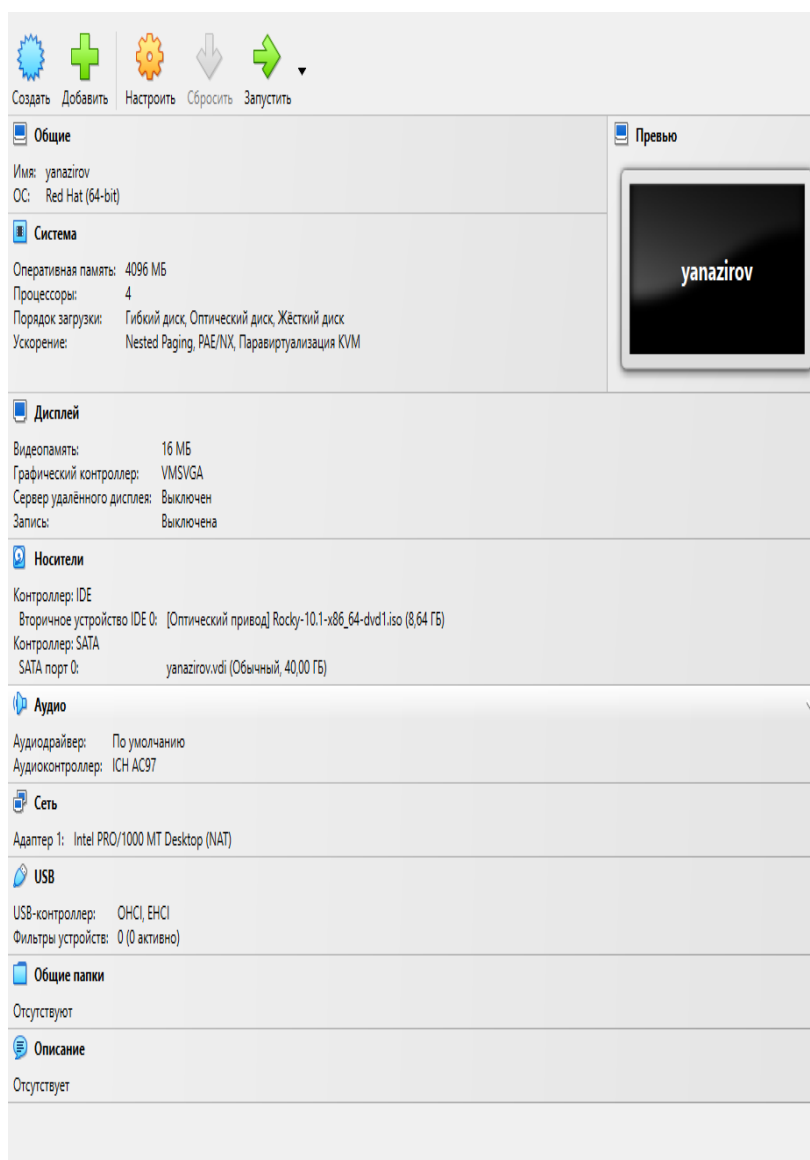 Создать Добавить Настроить Сбросить Запустить
Общие
Имя: yanazirov
ОС: Red Hat (64-bit)
Превью
yanazirov
Система
Оперативная память: 4096 МБ
Процессоры: 4
Порядок загрузки: Гибкий диск, Оптический диск, Жёсткий диск
Ускорение: Nested Paging, PAE/NX, Паравиртуализация KVM
Дисплей
Видеопамять: 16 МБ
Графический контроллер: VMSVGA
Сервер удалённого дисплея: Выключен
Запись: Выключена
Носители
Контроллер: IDE
Вторичное устройство IDE 0: [Оптический привод] Rocky-10.1-x86_64-dvd1.iso (8,64 ГБ)
Контроллер: SATA
SATA порт 0: yanazirov.vdi (Обычный, 40,00 ГБ)
Аудио
Аудиодрайвер: По умолчанию
Аудиоконтроллер: ICH AC97
Сеть
Адаптер 1: Intel PRO/1000 MT Desktop (NAT)
USB
USB-контроллер: OHCI, EHCI
Фильтры устройств: 0 (0 активно)
Общие папки
Отсутствуют
Описание
Отсутствует